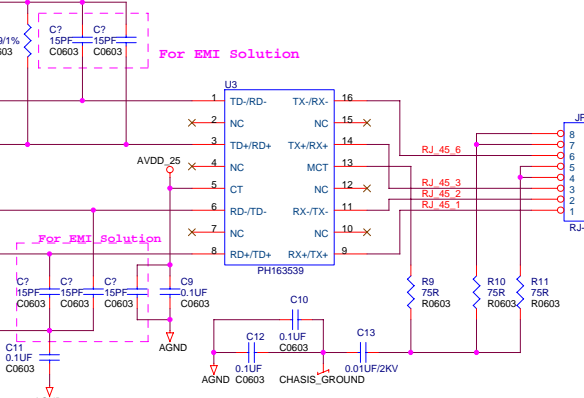 9/1%
603
C?
15PF
C0603
C?
15PF
C0603
For EMI Solution
U3
1 TD-/RD- TX-/RX- 16
2 NC NC 15
3 TD+/RD+ TX+/RX+ 14
4 NC MCT 13
5 CT NC 12
6 RD-/TD- RX-/TX- 11
7 NC NC 10
8 RD+/TD+ RX+/TX+ 9
PH163539
AVDD_25
RJ_45_6
RJ_45_3
RJ_45_2
RJ_45_1
8
7
6
5
4
3
2
1
RJ-
For EMI Solution
C?
15PF
C0603
C?
15PF
C0603
C?
15PF
C0603
C9
0.1UF
C0603
AGND
C11
0.1UF
C0603
C10
0.1UF
C0603
C12
0.1UF
C0603
AGND
CHASIS_GROUND
C13
0.01UF/2KV
R9
75R
R0603
R10
75R
R0603
R11
75R
R0603